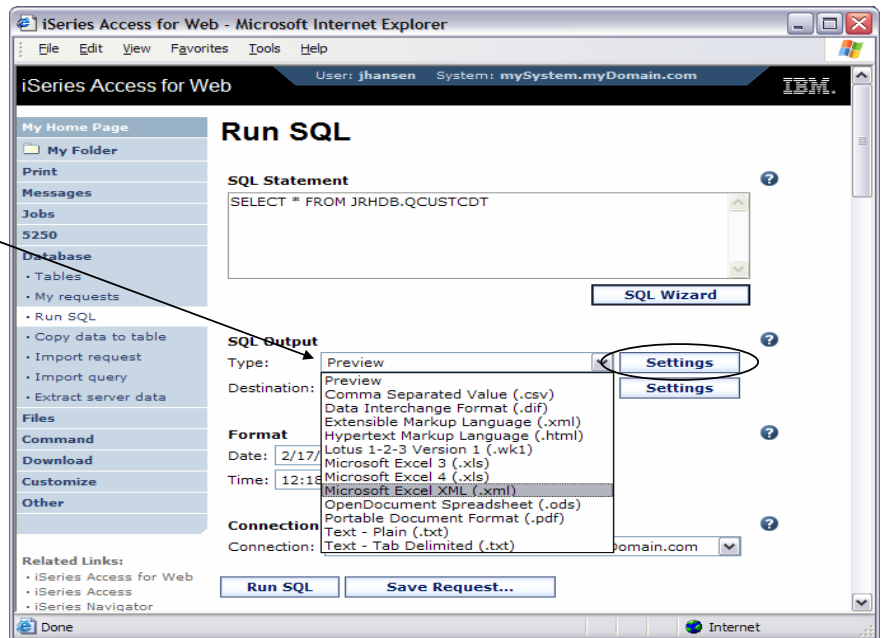 iSeries Access for Web - Microsoft Internet Explorer
File Edit View Favorites Tools Help
iSeries Access for Web
User: jhansen System: mySystem.myDomain.com
IBM.
My Home Page
My Folder
Print
Messages
Jobs
5250
Database
• Tables
• My requests
• Run SQL
• Copy data to table
• Import request
• Import query
• Extract server data
Files
Command
Download
Customize
Other
Related Links:
• iSeries Access for Web
• iSeries Access
• iSeries Navigator
Run SQL
SQL Statement
SELECT * FROM JRHDB.QCUSTCDT
SQL Wizard
SQL Output
Type: Preview Settings
Destination: Settings
Preview
Comma Separated Value (.csv)
Data Interchange Format (.dif)
Extensible Markup Language (.xml)
Hypertext Markup Language (.html)
Lotus 1-2-3 Version 1 (.wk1)
Microsoft Excel 3 (.xls)
Microsoft Excel 4 (.xls)
Microsoft Excel XML (.xml)
OpenDocument Spreadsheet (.ods)
Portable Document Format (.pdf)
Text - Plain (.txt)
Text - Tab Delimited (.txt)
Format
Date: 2/17/
Time: 12:18
Connection
Connection: Domain.com
Run SQL Save Request...
Done Internet